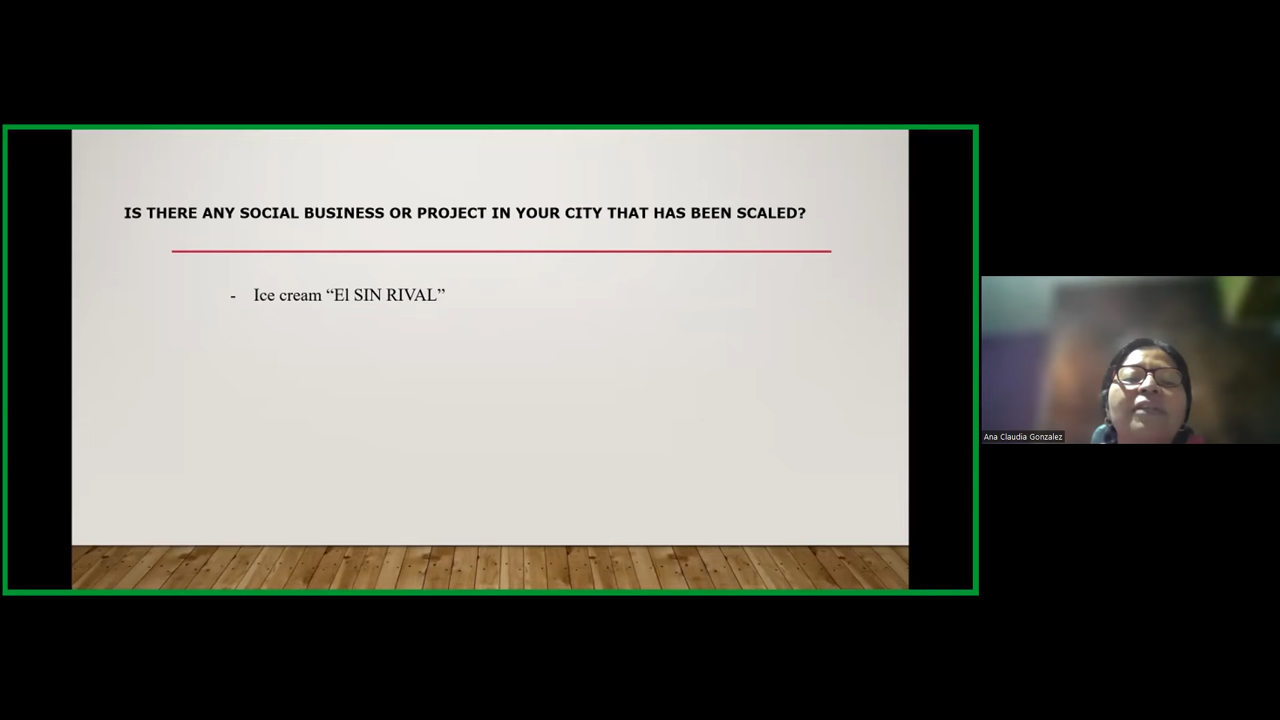 IS THERE ANY SOCIAL BUSINESS OR PROJECT IN YOUR CITY THAT HAS BEEN SCALED?
- Ice cream “El SIN RIVAL”
Ana Claudia Gonzalez